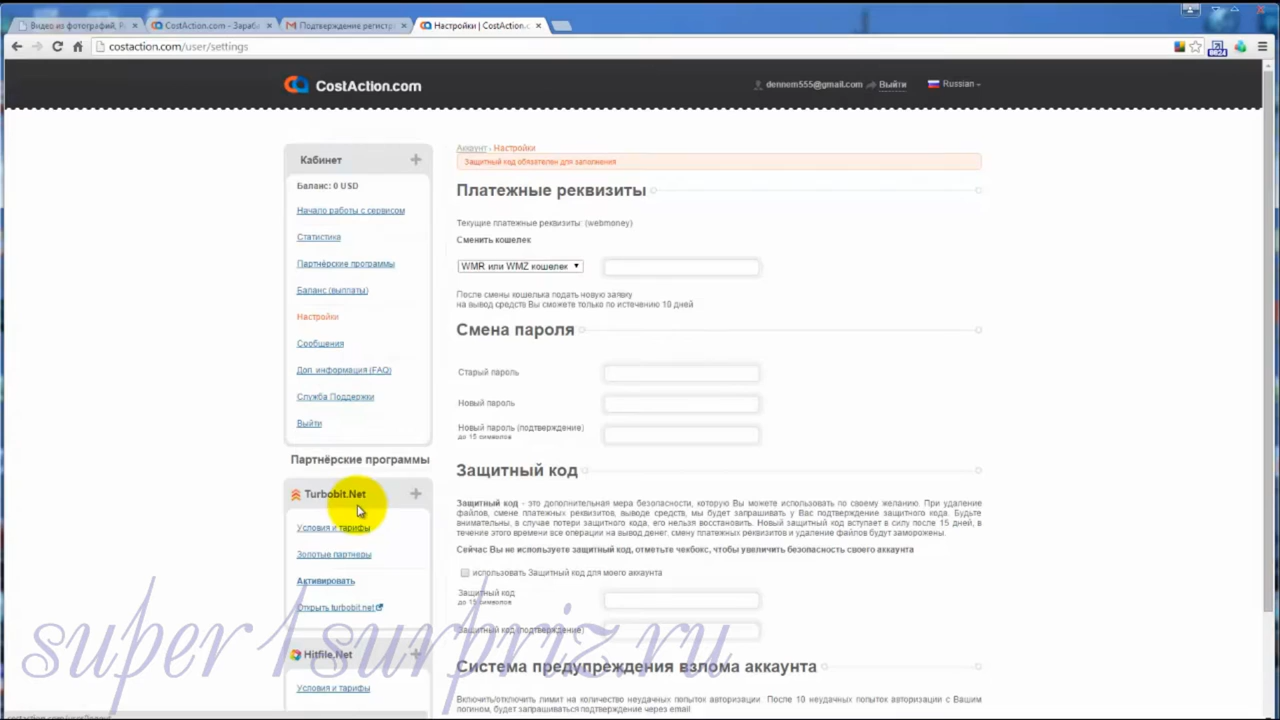 Видео из фотографий, Р
CostAction.com - Зараб
Подтверждение регистр
Настройки | CostAction.c
costaction.com/user/settings
CostAction.com
dennem555@gmail.com
Выйти
Russian
Кабинет
Баланс: 0 USD
Начало работы с сервисом
Статистика
Партнёрские программы
Баланс (выплаты)
Настройки
Сообщения
Доп. информация (FAQ)
Служба Поддержки
Выйти
Партнёрские программы
Turbobit.Net
Условия и тарифы
Золотые партнеры
Активировать
Открыть turbobit.net
Hitfile.Net
Условия и тарифы
Аккаунт › Настройки
Защитный код обязателен для заполнения
Платежные реквизиты
Текущие платежные реквизиты: (webmoney)
Сменить кошелек
WMR или WMZ кошелек
После смены кошелька подать новую заявку
на вывод средств Вы сможете только по истечению 10 дней
Смена пароля
Старый пароль
Новый пароль
Новый пароль (подтверждение)
до 15 символов
Защитный код
Защитный код - это дополнительная мера безопасности, которую Вы можете использовать по своему желанию. При удалении
файлов, смене платежных реквизитов, выводе средств, мы будет запрашивать у Вас подтверждение защитного кода. Будьте
внимательны, в случае потери защитного кода, его нельзя восстановить. Новый защитный код вступает в силу после 15 дней, в
течение этого времени все операции на вывод денег, смену платежных реквизитов и удаление файлов будут заморожены.
Сейчас Вы не используете защитный код, отметьте чекбокс, чтобы увеличить безопасность своего аккаунта
использовать Защитный код для моего аккаунта
Защитный код
до 15 символов
Защитный код (подтверждение)
Система предупреждения взлома аккаунта
Включить/отключить лимит на количество неудачных попыток авторизации. После 10 неудачных попыток авторизации с Вашим
логином, будет запрашиваться подтверждение через email
super1surpriz.ru